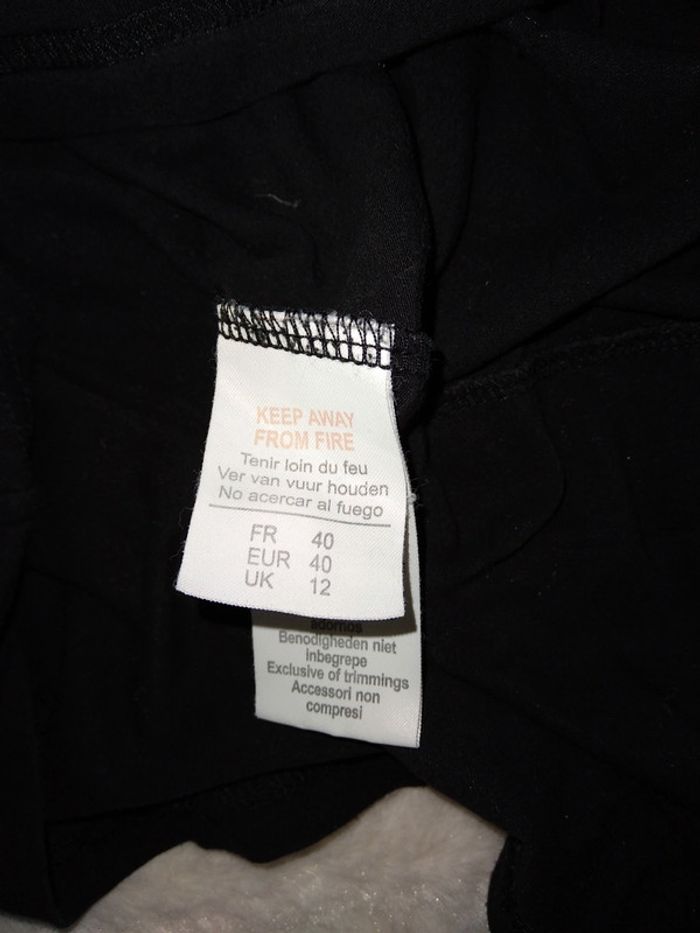 KEEP AWAY
FROM FIRE
Tenir loin du feu
Ver van vuur houden
No acercar al fuego
FR 40
EUR 40
UK 12
adornos
Benodigheden niet
inbegrepe
Exclusive of trimmings
Accessori non
compresi